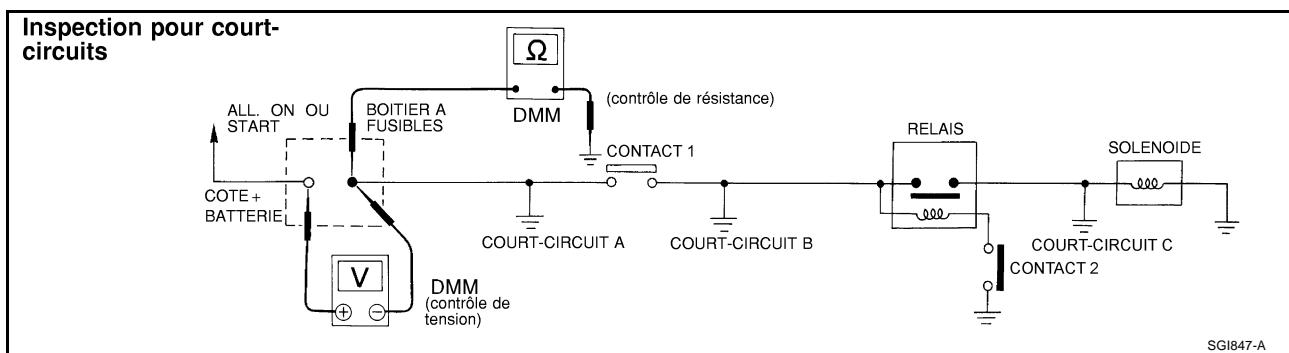 Inspection pour court-
circuits
Ω
DMM
(contrôle de résistance)
ALL. ON OU
START
BOITIER A
FUSIBLES
CONTACT 1
RELAIS
SOLENOIDE
COTE+
BATTERIE
COURT-CIRCUIT A
COURT-CIRCUIT B
COURT-CIRCUIT C
CONTACT 2
V
+ −
DMM
(contrôle de
tension)
SGI847-A